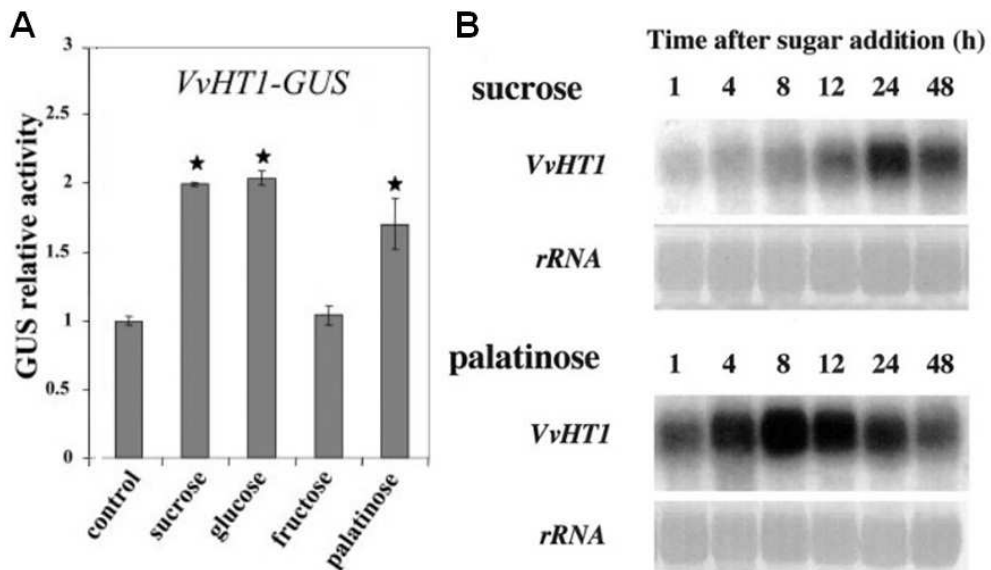 A
3
2.5
2
1.5
1
0.5
0
GUS relative activity
VvHT1-GUS
★
★
★
control
sucrose
glucose
fructose
palatinose
B
Time after sugar addition (h)
sucrose
1 4 8 12 24 48
VvHT1
rRNA
palatinose
1 4 8 12 24 48
VvHT1
rRNA